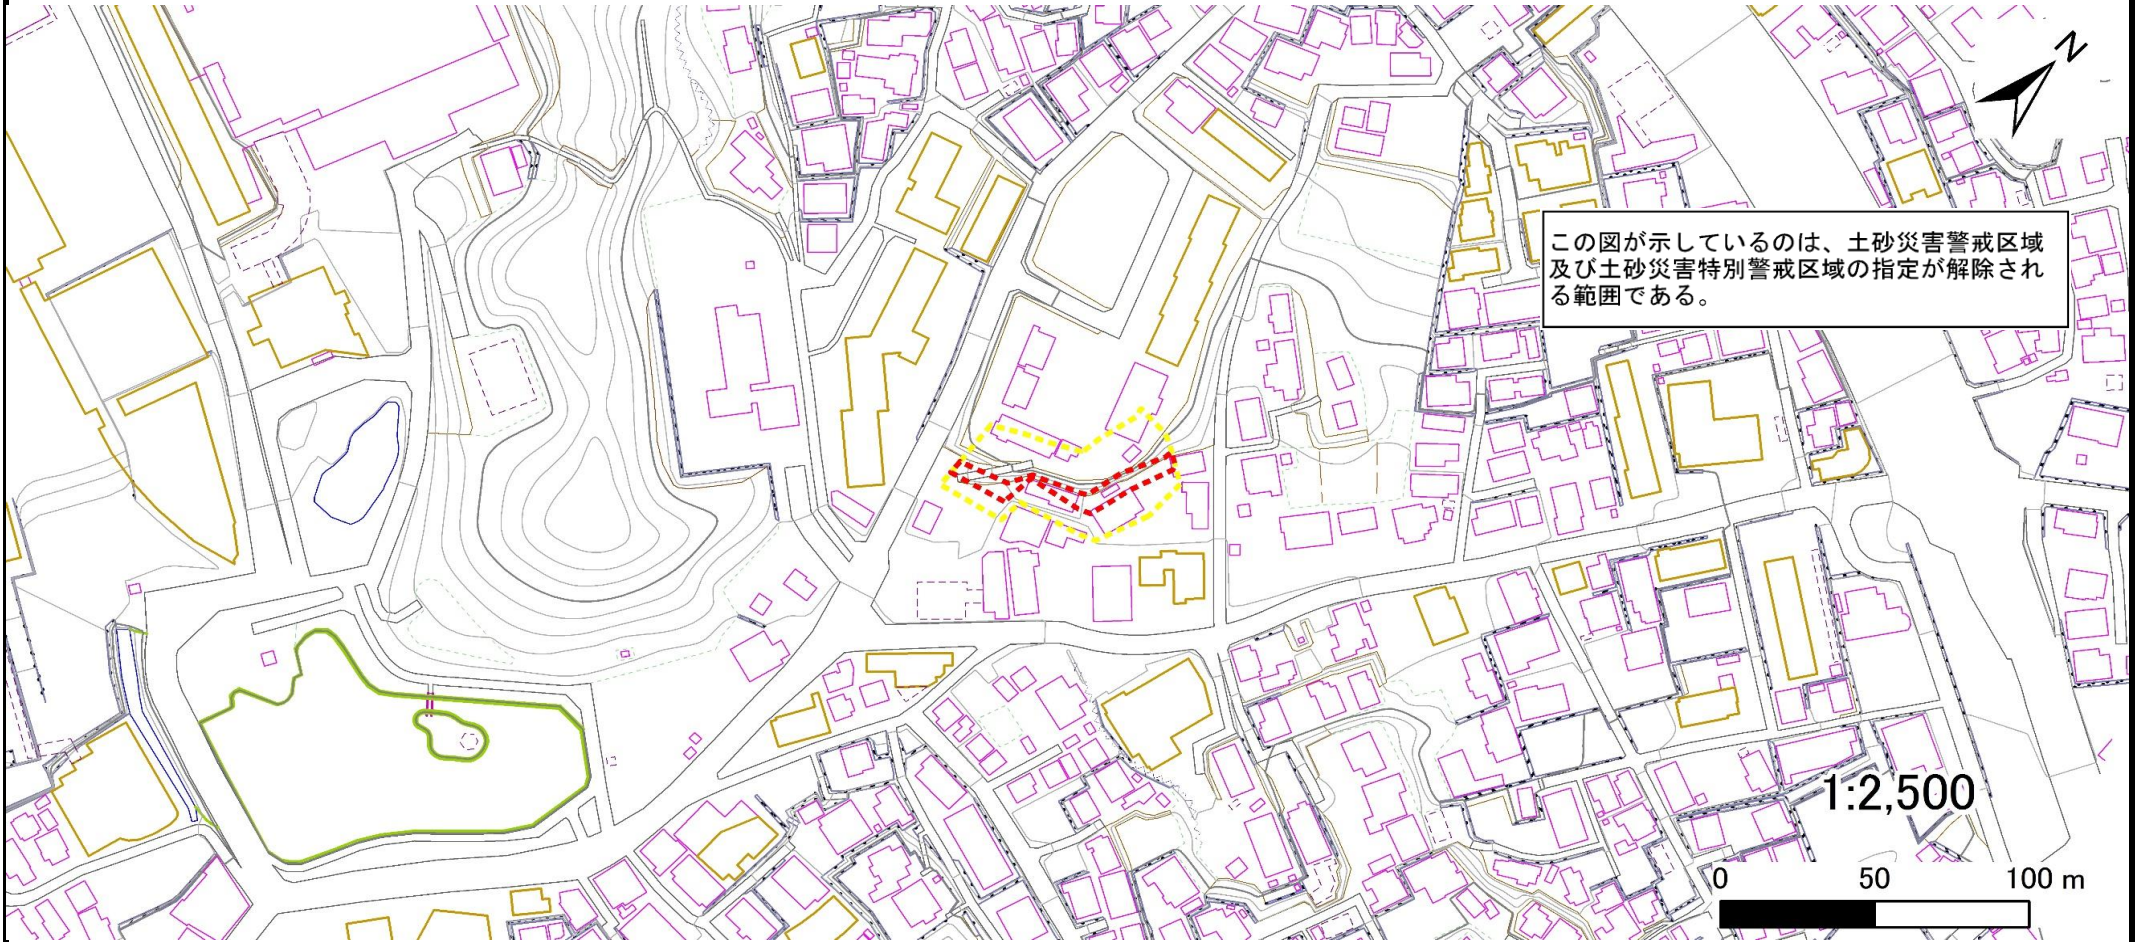 N
この図が示しているのは、土砂災害警戒区域
及び土砂災害特別警戒区域の指定が解除され
る範囲である。
1:2,500
0 50 100 m